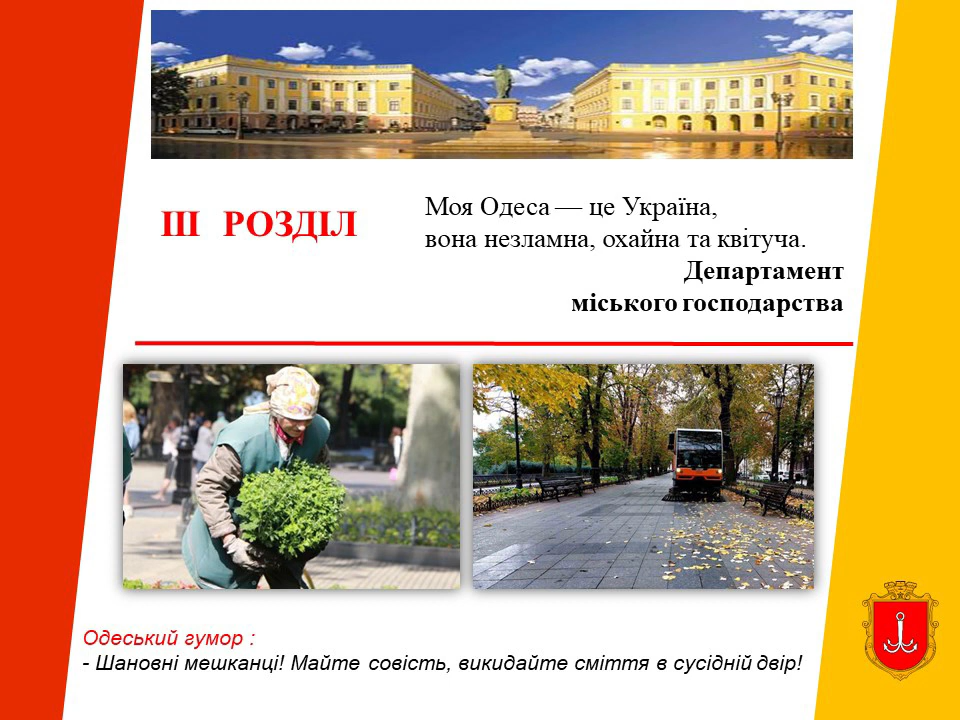 ІІІ РОЗДІЛ
Моя Одеса — це Україна,
вона незламна, охайна та квітуча.
Департамент
міського господарства
Одеський гумор :
- Шановні мешканці! Майте совість, викидайте сміття в сусідній двір!